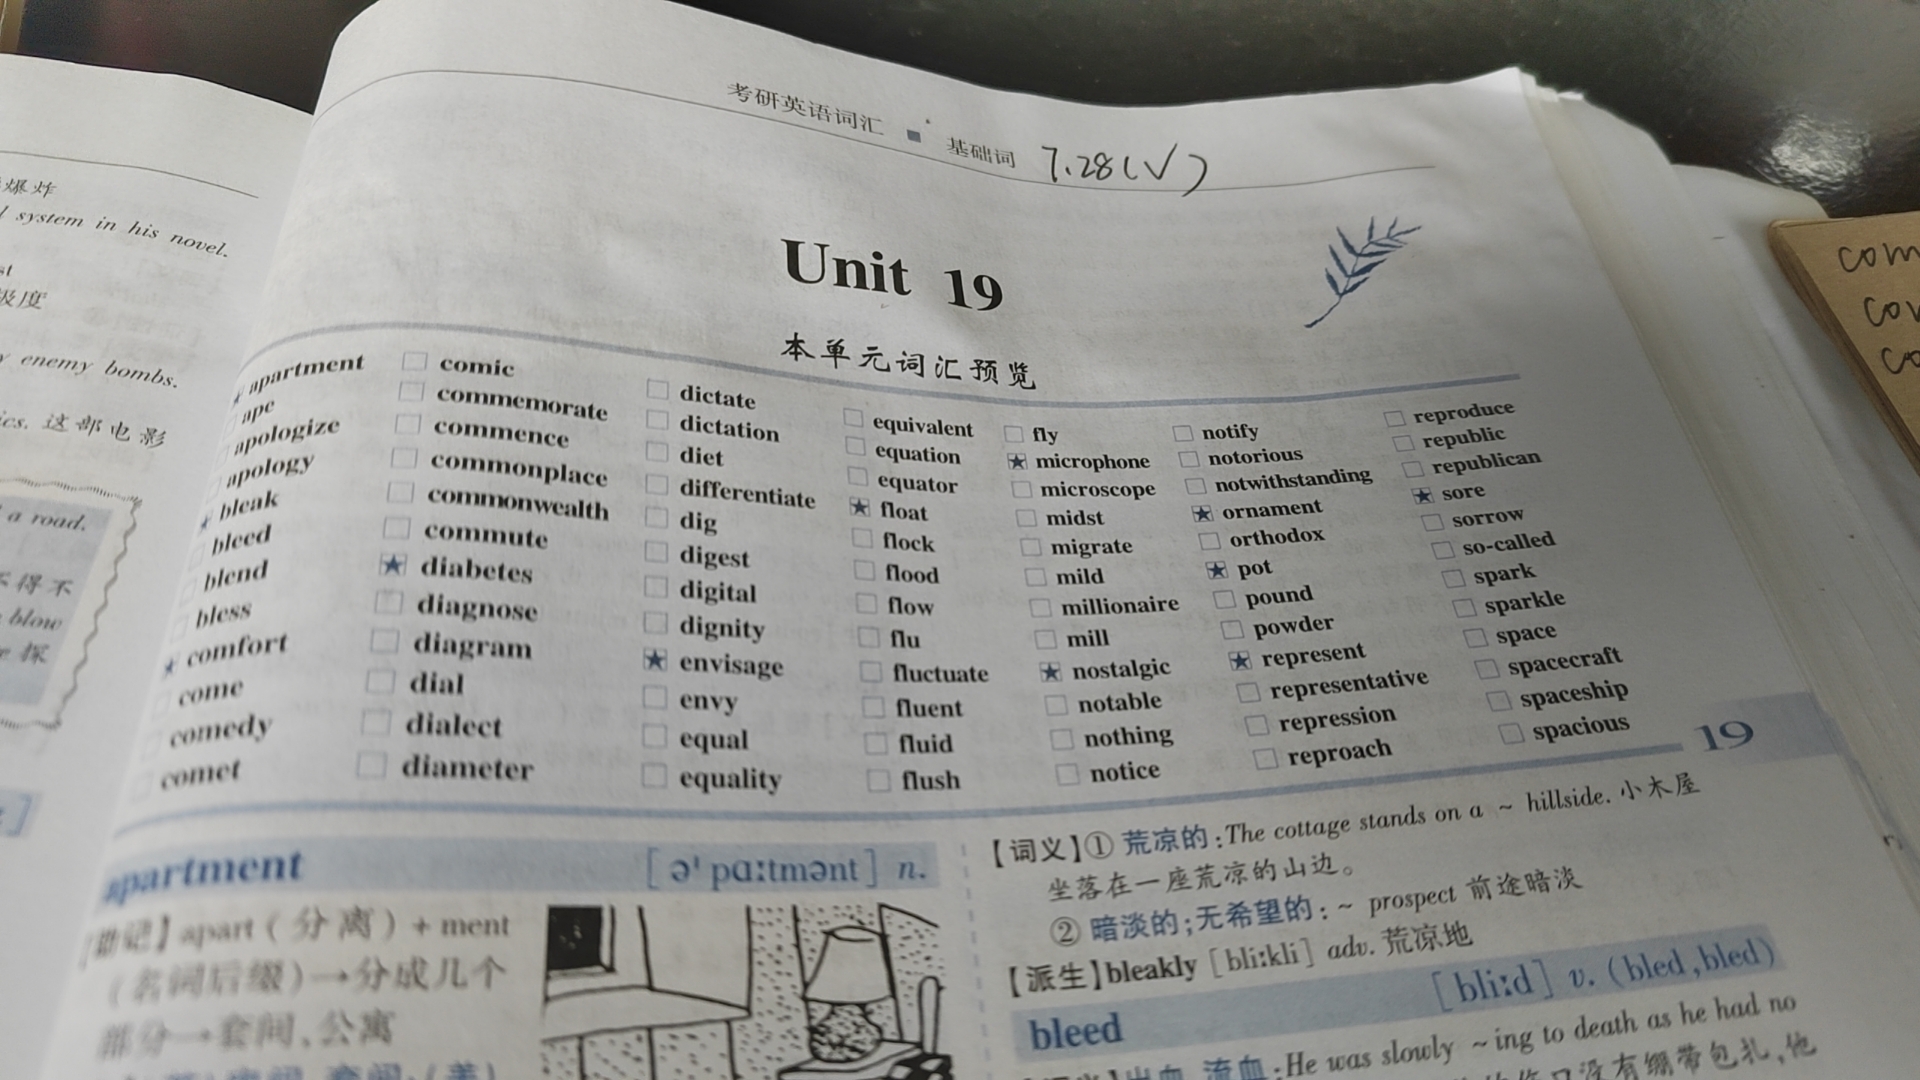 爆炸
system in his novel.
极度
enemy bombs.
这部电影
a road.
不得不
blow
探
考研英语词汇 ■ 基础词 7.28(√)
Unit 19
本单元词汇预览
★ apartment
ape
apologize
apology
★ bleak
bleed
blend
bless
★ comfort
come
comedy
comet
□ comic
□ commemorate
□ commence
□ commonplace
□ commonwealth
□ commute
★ diabetes
□ diagnose
□ diagram
□ dial
□ dialect
□ diameter
□ dictate
□ dictation
□ diet
□ differentiate
□ dig
□ digest
□ digital
□ dignity
★ envisage
□ envy
□ equal
□ equality
□ equivalent
□ equation
□ equator
★ float
□ flock
□ flood
□ flow
□ flu
□ fluctuate
□ fluent
□ fluid
□ flush
□ fly
★ microphone
□ microscope
□ midst
□ migrate
□ mild
□ millionaire
□ mill
★ nostalgic
□ notable
□ nothing
□ notice
□ notify
□ notorious
□ notwithstanding
★ ornament
□ orthodox
★ pot
□ pound
□ powder
★ represent
□ representative
□ repression
□ reproach
□ reproduce
□ republic
□ republican
★ sore
□ sorrow
□ so-called
□ spark
□ sparkle
□ space
□ spacecraft
□ spaceship
□ spacious
19
apartment [ə'pɑːtmənt] n.
【助记】apart(分离)+ment
(名词后缀)→分成几个
部分→套间、公寓
【词义】① 荒凉的:The cottage stands on a ~ hillside. 小木屋
坐落在一座荒凉的山边。
② 暗淡的;无希望的:~ prospect 前途暗淡
【派生】bleakly [bliːkli] adv. 荒凉地
bleed [bliːd] v. (bled,bled)
出血,流血:He was slowly ~ing to death as he had no
没有绷带包扎,他
com
co